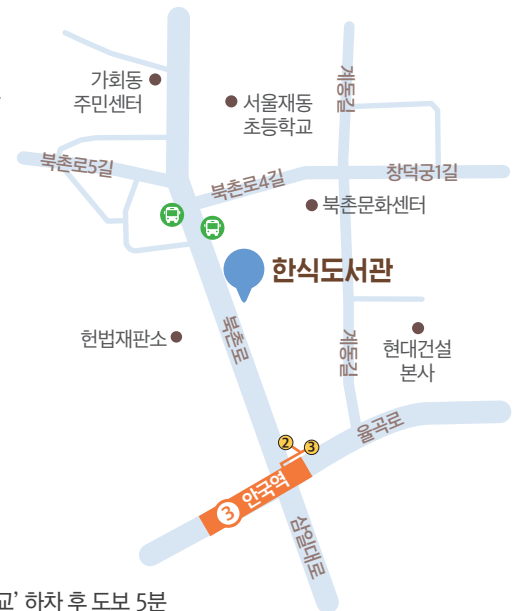 가회동
주민센터
서울재동
초등학교
계동길
북촌로5길
북촌로4길
창덕궁1길
북촌문화센터
한식도서관
헌법재판소
북촌로
계동길
현대건설
본사
율곡로
② ③
3 안국역
삼일대로
교’ 하차 후 도보 5분